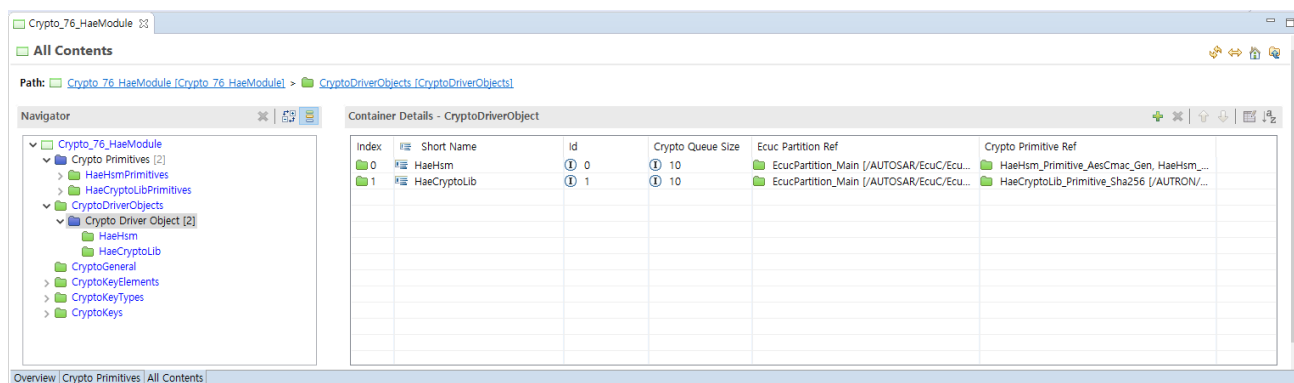 Crypto_76_HaeModule
All Contents
Path: Crypto_76_HaeModule [Crypto_76_HaeModule] > CryptoDriverObjects [CryptoDriverObjects]
Navigator
Crypto_76_HaeModule
Crypto Primitives [2]
HaeHsmPrimitives
HaeCryptoLibPrimitives
CryptoDriverObjects
Crypto Driver Object [2]
HaeHsm
HaeCryptoLib
CryptoGeneral
CryptoKeyElements
CryptoKeyTypes
CryptoKeys
Container Details - CryptoDriverObject
Index Short Name Id Crypto Queue Size Ecuc Partition Ref Crypto Primitive Ref
0 HaeHsm 0 10 EcucPartition_Main [/AUTOSAR/EcuC/Ecu... HaeHsm_Primitive_AesCmac_Gen, HaeHsm_...
1 HaeCryptoLib 1 10 EcucPartition_Main [/AUTOSAR/EcuC/Ecu... HaeCryptoLib_Primitive_Sha256 [/AUTRON/...
Overview Crypto Primitives All Contents